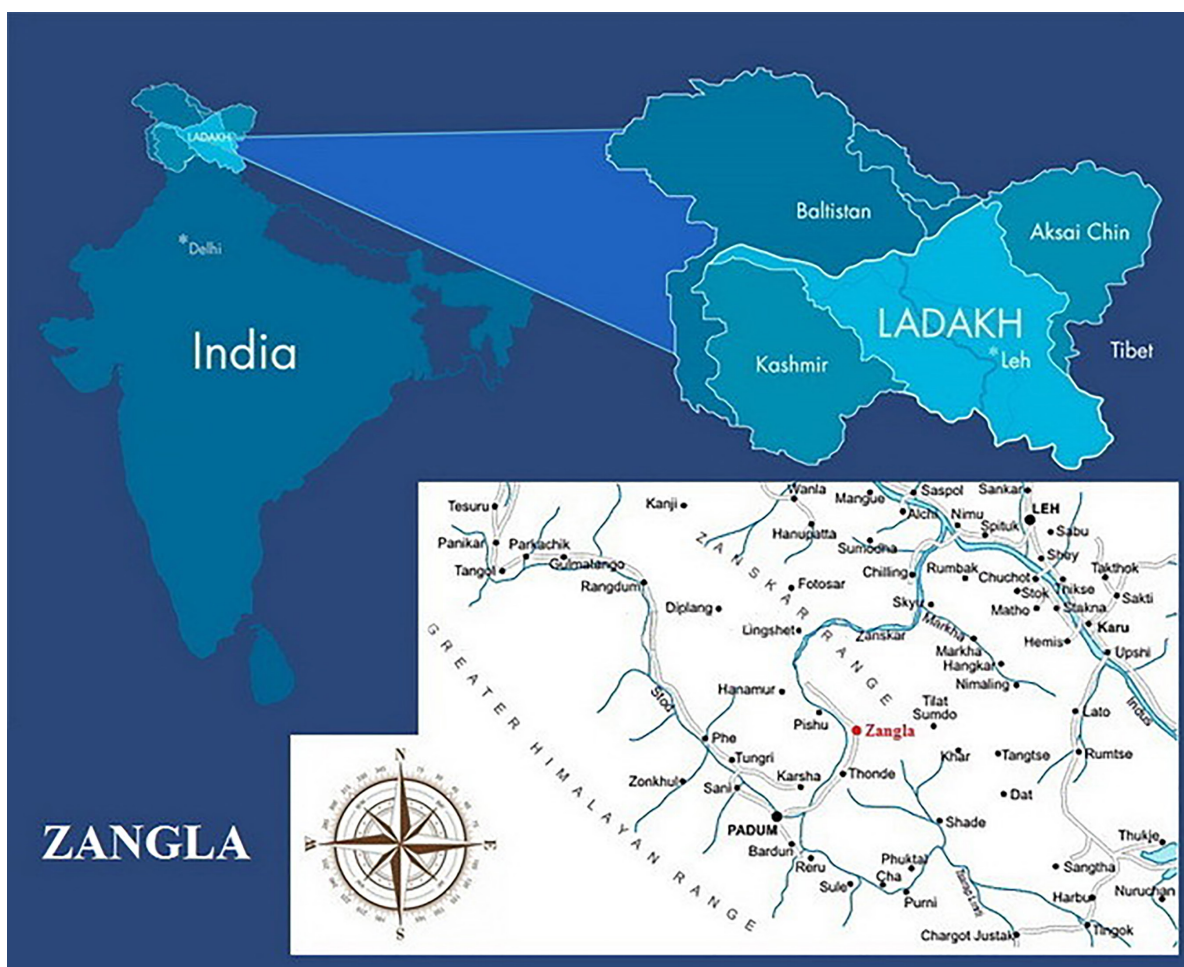 LADAKH
Delhi
India
Baltistan
Aksai Chin
LADAKH
Leh
Kashmir
Tibet
Wanla
Mangue
Saspol
Sankar
Tesuru
Kanji
Alchi
Nimu
LEH
Hanupatta
Spituk
Sabu
Panikar
Parkachik
Sumodha
Shey
Gulmatongo
Tangol
Rangdum
Chilling
Rumbak
Chuchot
Thikse
Takthok
Fotosar
Stok
Sakti
Diplang
Skyu
Matho
Stakna
Lingshet
Zanskar
Markha
Karu
Markha
Hemis
Upshi
Hangkar
ZANSKAR RANGE
GREATER HIMALAYAN RANGE
Stod
Hanamur
Nimaling
Indus
Pishu
Tilat
Sumdo
Lato
Zangla
Phe
Khar
Tangtse
Rumtse
Tungri
Karsha
Thonde
Zonkhul
Sani
Dat
PADUM
Shade
Thukje
Bardun
Reru
Phuktal
Sangtha
Sule
Cha
Purni
Harbu
Nuruchan
Chargot Justak
Tingok
ZANGLA
N
W
E
S